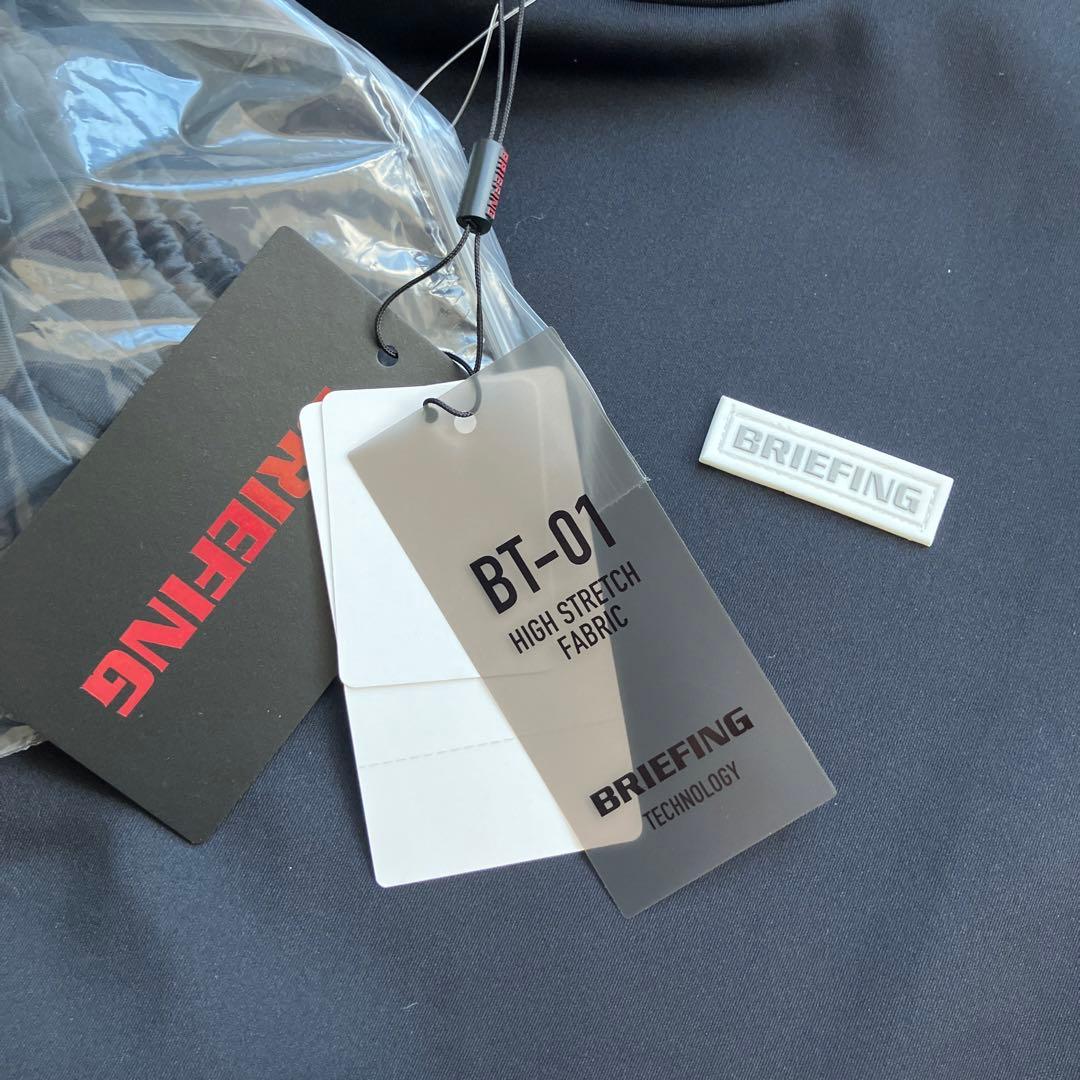 BRIEFING
BRIEFING
BRIEFING
BT-01
HIGH STRETCH
FABRIC
BRIEFING
TECHNOLOGY